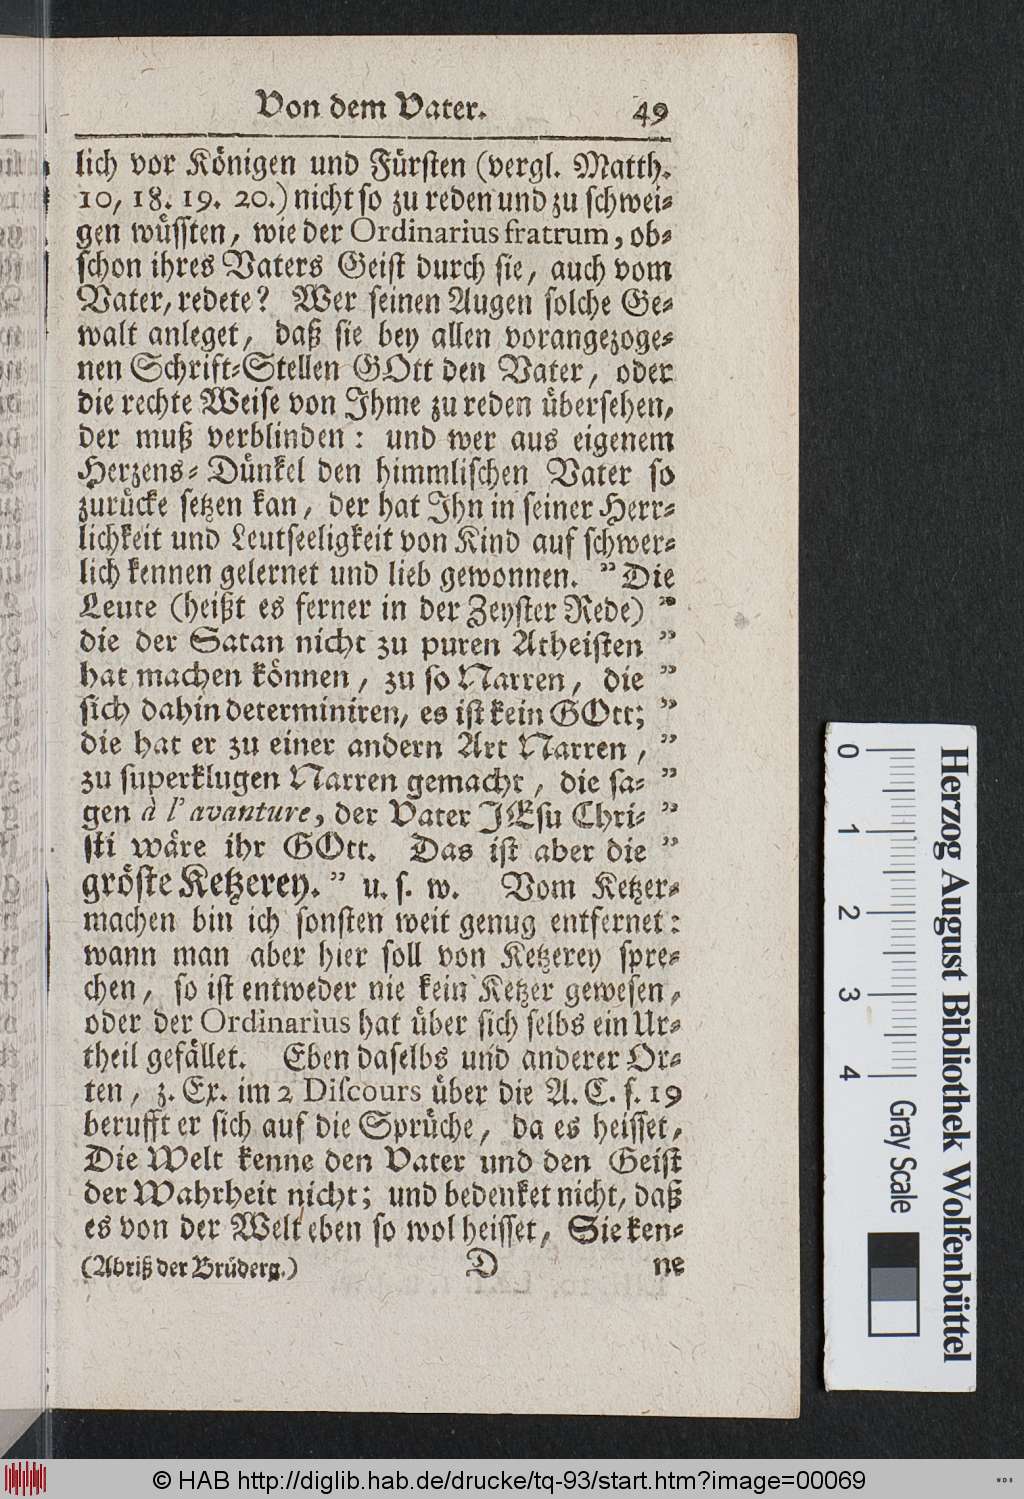 Von dem Vater. 49
lich vor Königen und Fürsten (vergl. Matth.
10, 18. 19. 20.) nicht so zu reden und zu schwei-
gen wüssten, wie der Ordinarius fratrum, ob-
schon ihres Vaters Geist durch sie, auch vom
Vater, redete? Wer seinen Augen solche Ge-
walt anleget, daß sie bey allen vorangezoge-
nen Schrift-Stellen GOtt den Vater, oder
die rechte Weise von Ihme zu reden übersehen,
der muß verblinden: und wer aus eigenem
Herzens-Dünkel den himmlischen Vater so
zurücke setzen kan, der hat Ihn in seiner Herr-
lichkeit und Leutseeligkeit von Kind auf schwer-
lich kennen gelernet und lieb gewonnen. "Die
Leute (heißt es ferner in der Zeyster Rede) "
die der Satan nicht zu puren Atheisten "
hat machen können, zu so Narren, die "
sich dahin determiniren, es ist kein GOtt; "
die hat er zu einer andern Art Narren, "
zu superklugen Narren gemacht, die sa- "
gen à l'avanture, der Vater JEsu Chri- "
sti wäre ihr GOtt. Das ist aber die "
gröste Ketzerey." u. s. w. Vom Ketzer-
machen bin ich sonsten weit genug entfernet:
wann man aber hier soll von Ketzerey spre-
chen, so ist entweder nie kein Ketzer gewesen,
oder der Ordinarius hat über sich selbs ein Ur-
theil gefället. Eben daselbs und anderer Or-
ten, z. Ex. im 2 Discours über die A. C. s. 19
berufft er sich auf die Sprüche, da es heisset,
Die Welt kenne den Vater und den Geist
der Wahrheit nicht; und bedenket nicht, daß
es von der Welt eben so wol heisset, Sie ken-
(Abriß der Brüderg.) D ne
0 1 2 3 4
Gray Scale
Herzog August Bibliothek Wolfenbüttel
© HAB http://diglib.hab.de/drucke/tq-93/start.htm?image=00069